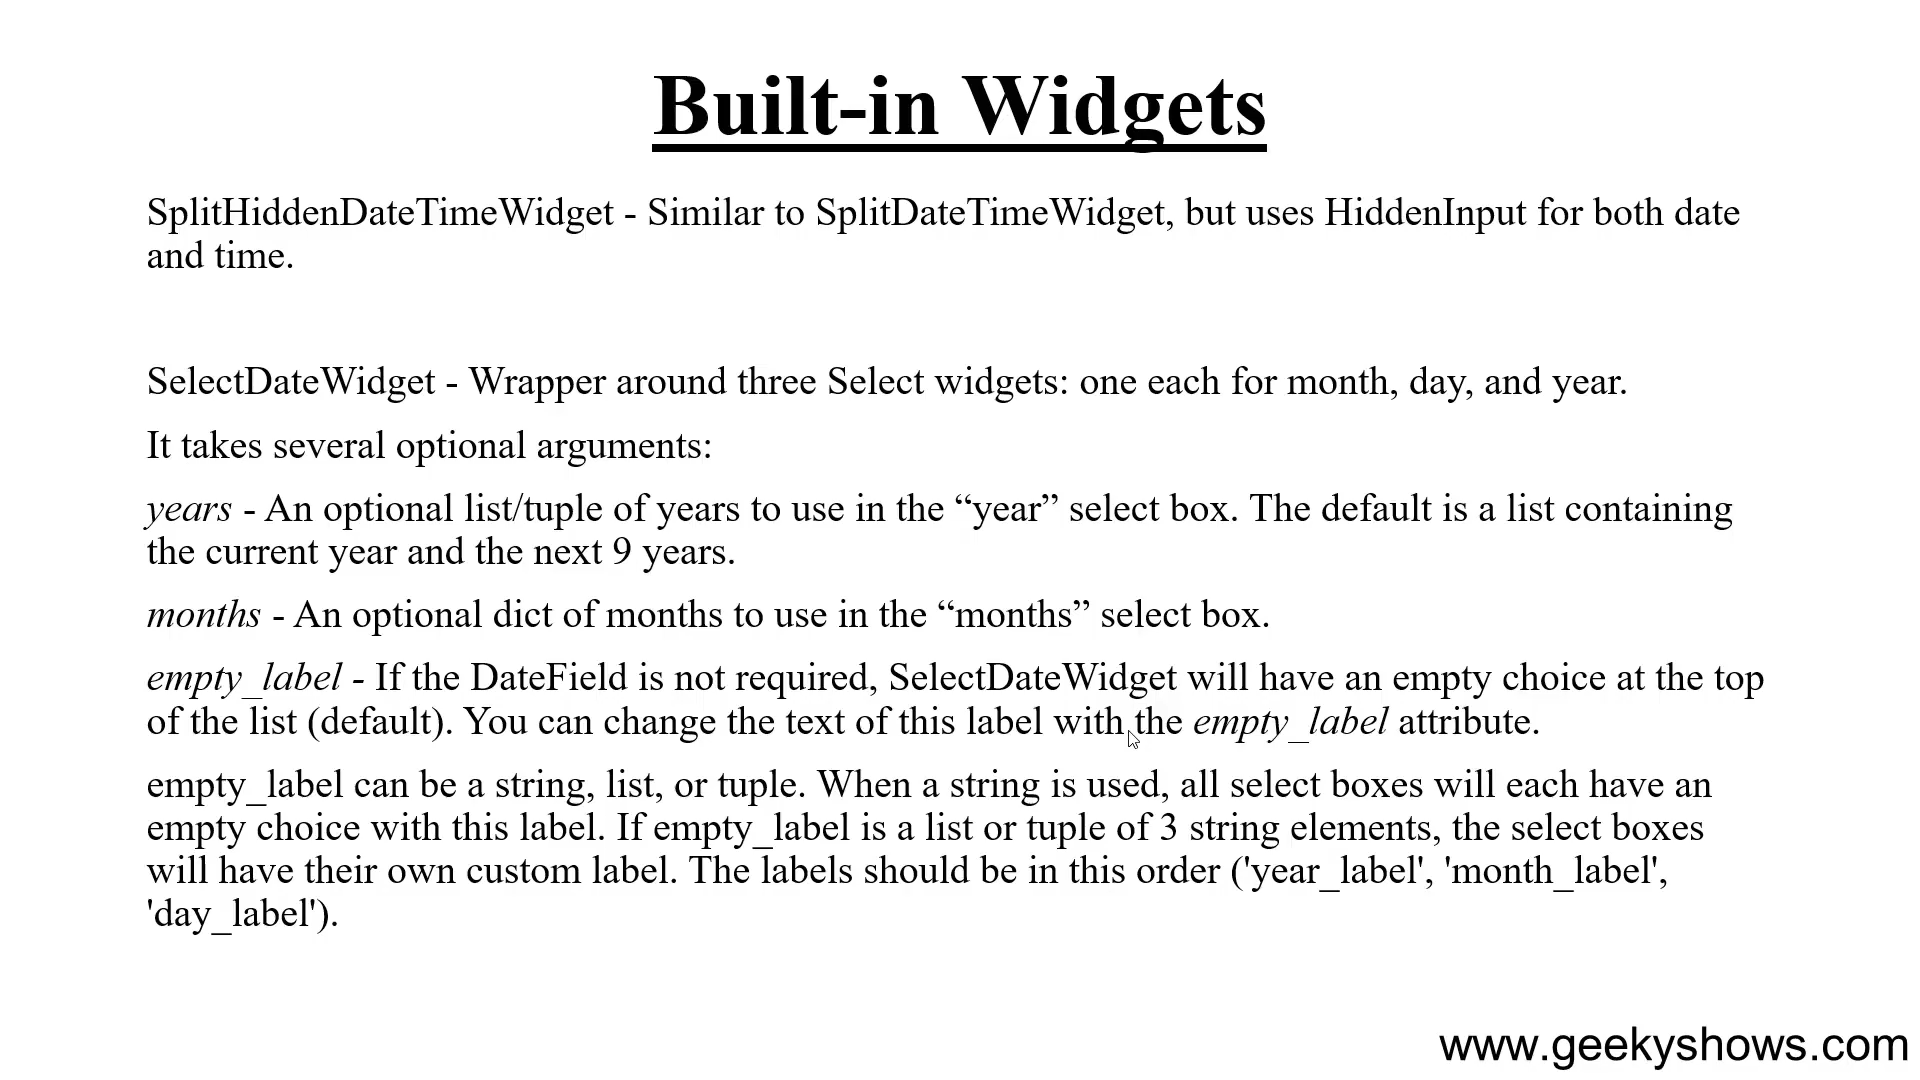 Built-in Widgets
SplitHiddenDateTimeWidget - Similar to SplitDateTimeWidget, but uses HiddenInput for both date
and time.
SelectDateWidget - Wrapper around three Select widgets: one each for month, day, and year.
It takes several optional arguments:
years - An optional list/tuple of years to use in the “year” select box. The default is a list containing
the current year and the next 9 years.
months - An optional dict of months to use in the “months” select box.
empty_label - If the DateField is not required, SelectDateWidget will have an empty choice at the top
of the list (default). You can change the text of this label with the empty_label attribute.
empty_label can be a string, list, or tuple. When a string is used, all select boxes will each have an
empty choice with this label. If empty_label is a list or tuple of 3 string elements, the select boxes
will have their own custom label. The labels should be in this order ('year_label', 'month_label',
'day_label').
www.geekyshows.com